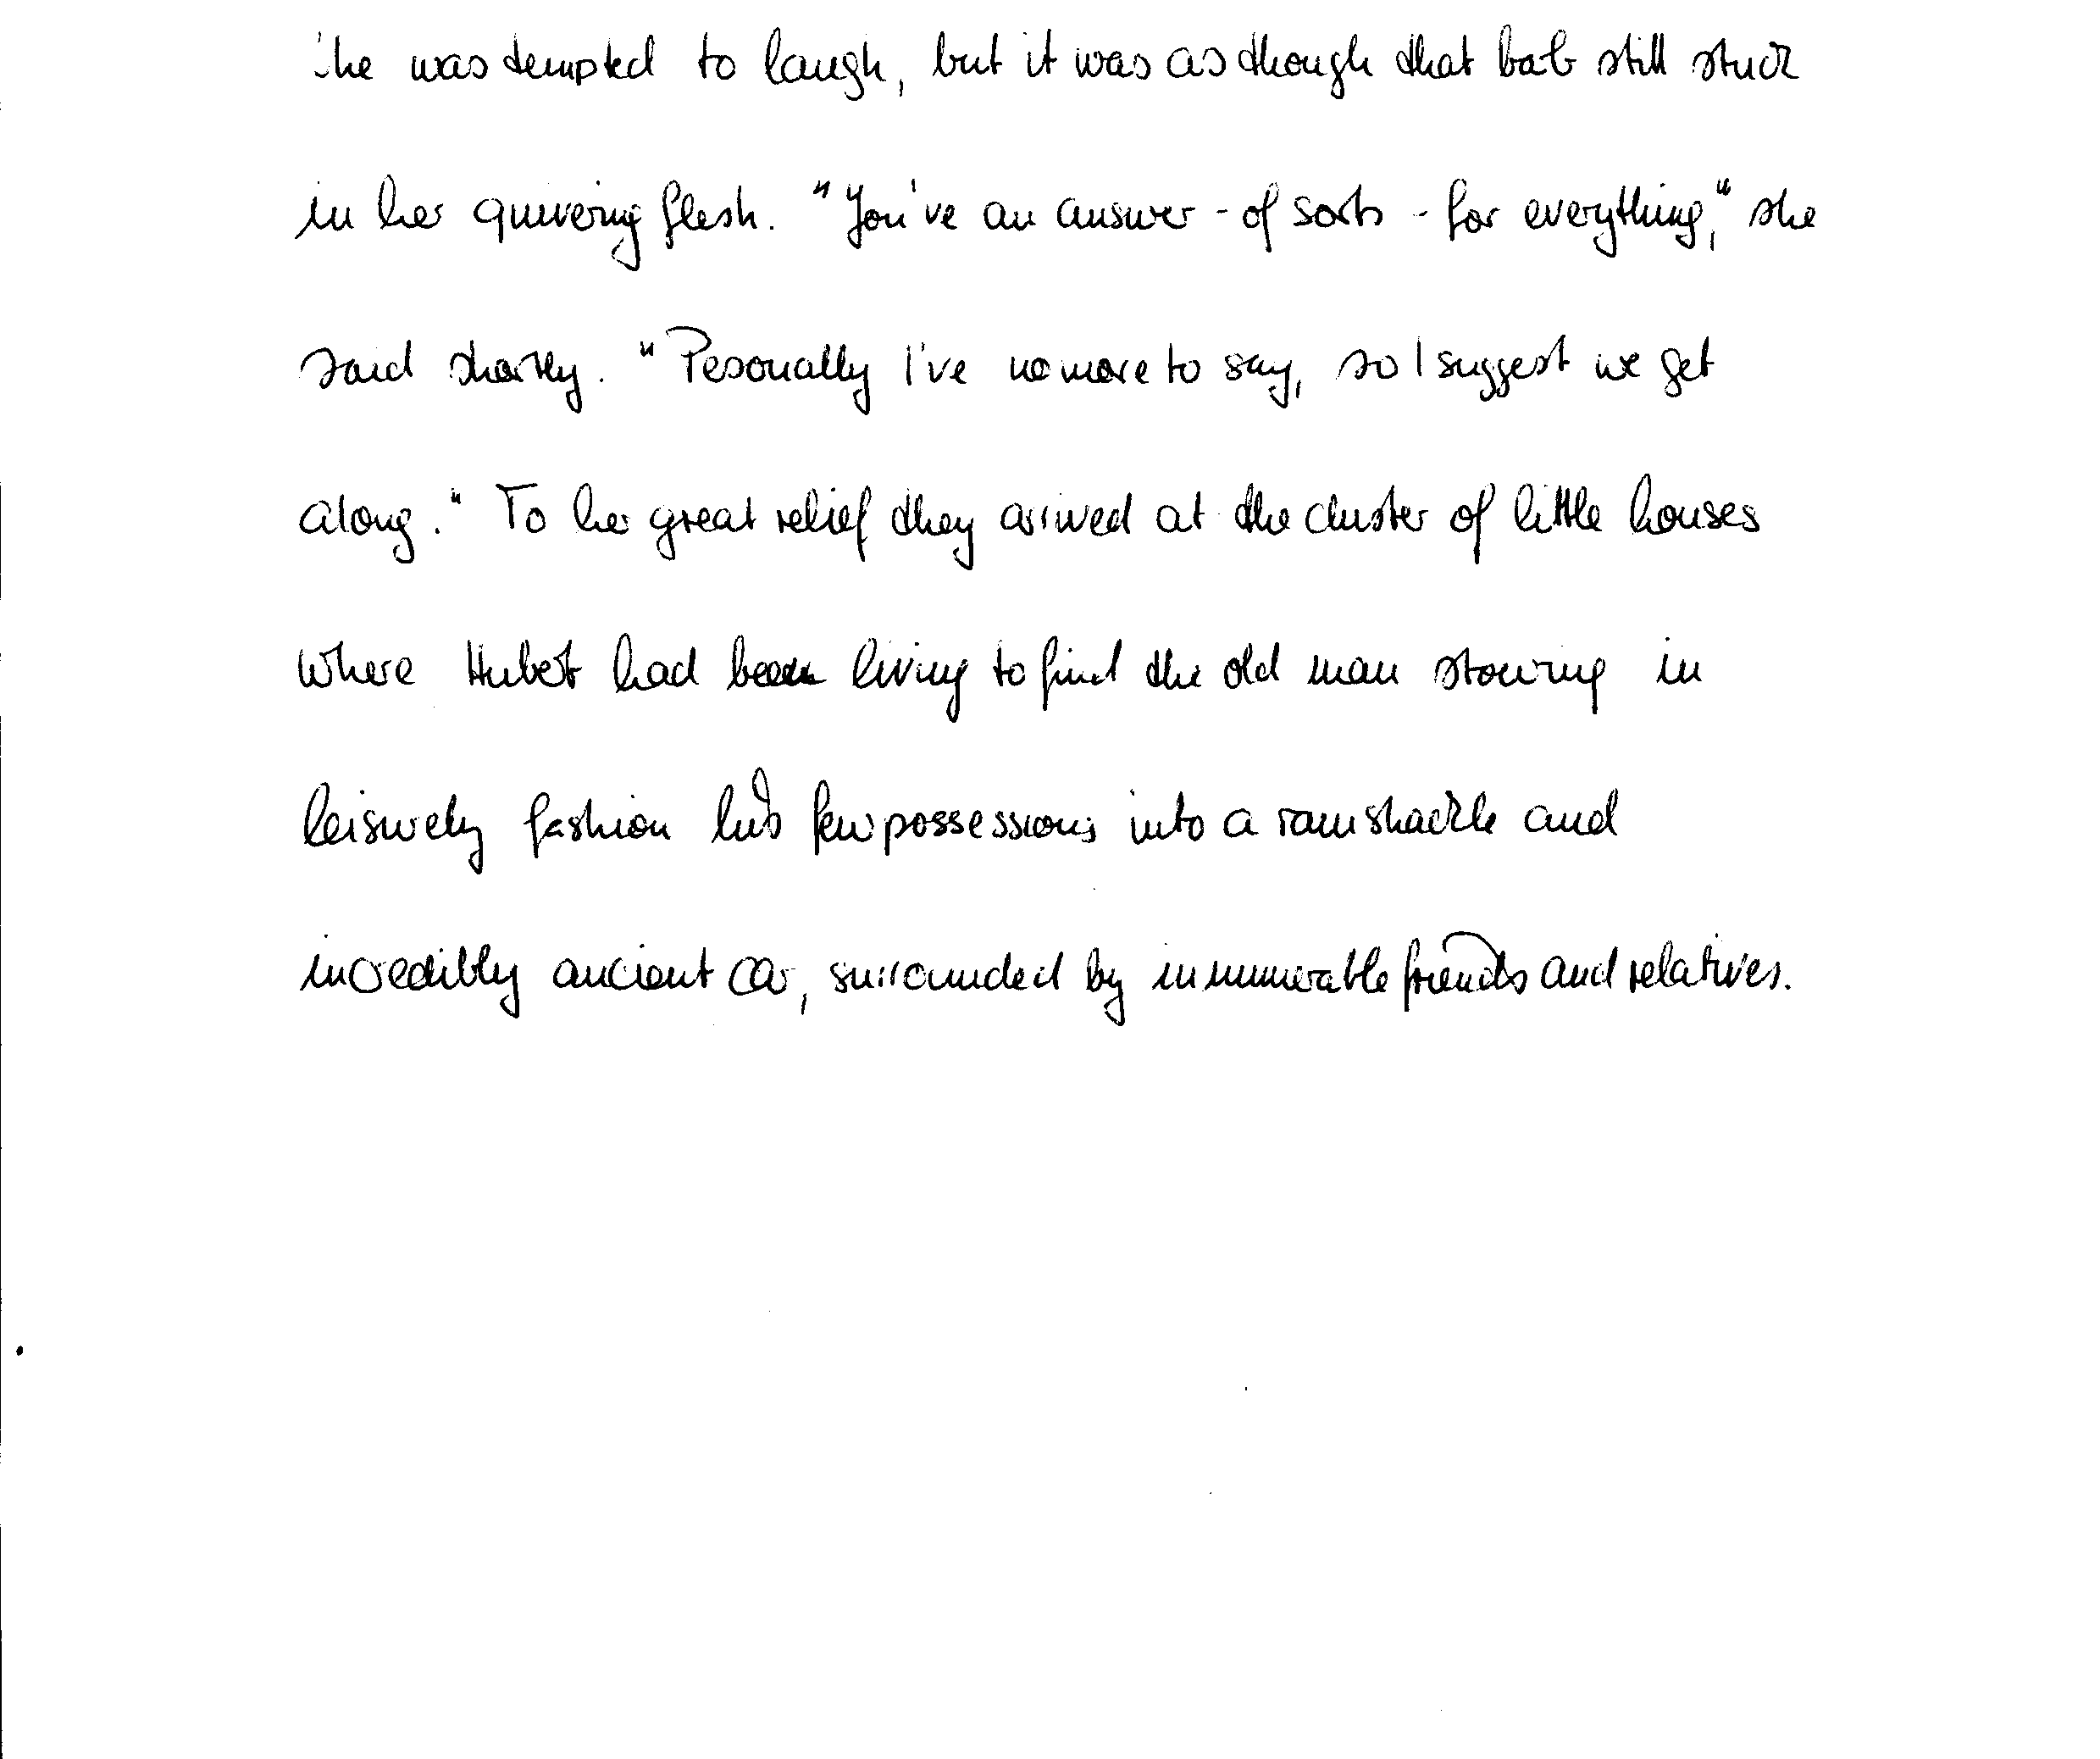 She was tempted to laugh, but it was as though that barb still stuck
in her quivering flesh. "You've an answer - of sorts - for everything," she
said shortly. "Pesonally I've no more to say, so I suggest we get
along." To her great relief they arrived at the cluster of little houses
where Hubert had been living to find the old man stowing in
leisurely fashion his few possessions into a ramshackle and
incredibly ancient car, surrounded by innumerable friends and relatives.